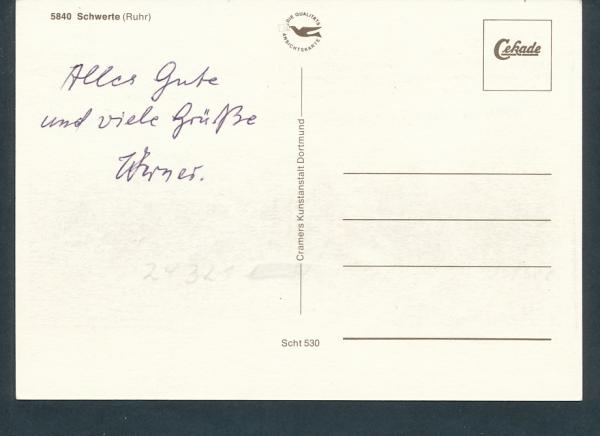 5840 Schwerte (Ruhr)
DIE QUALITÄTS
ANSICHTSKARTE
Cekade
Alles Gute
und viele Grüße
Werner.
Cramers Kunstanstalt Dortmund
Scht 530